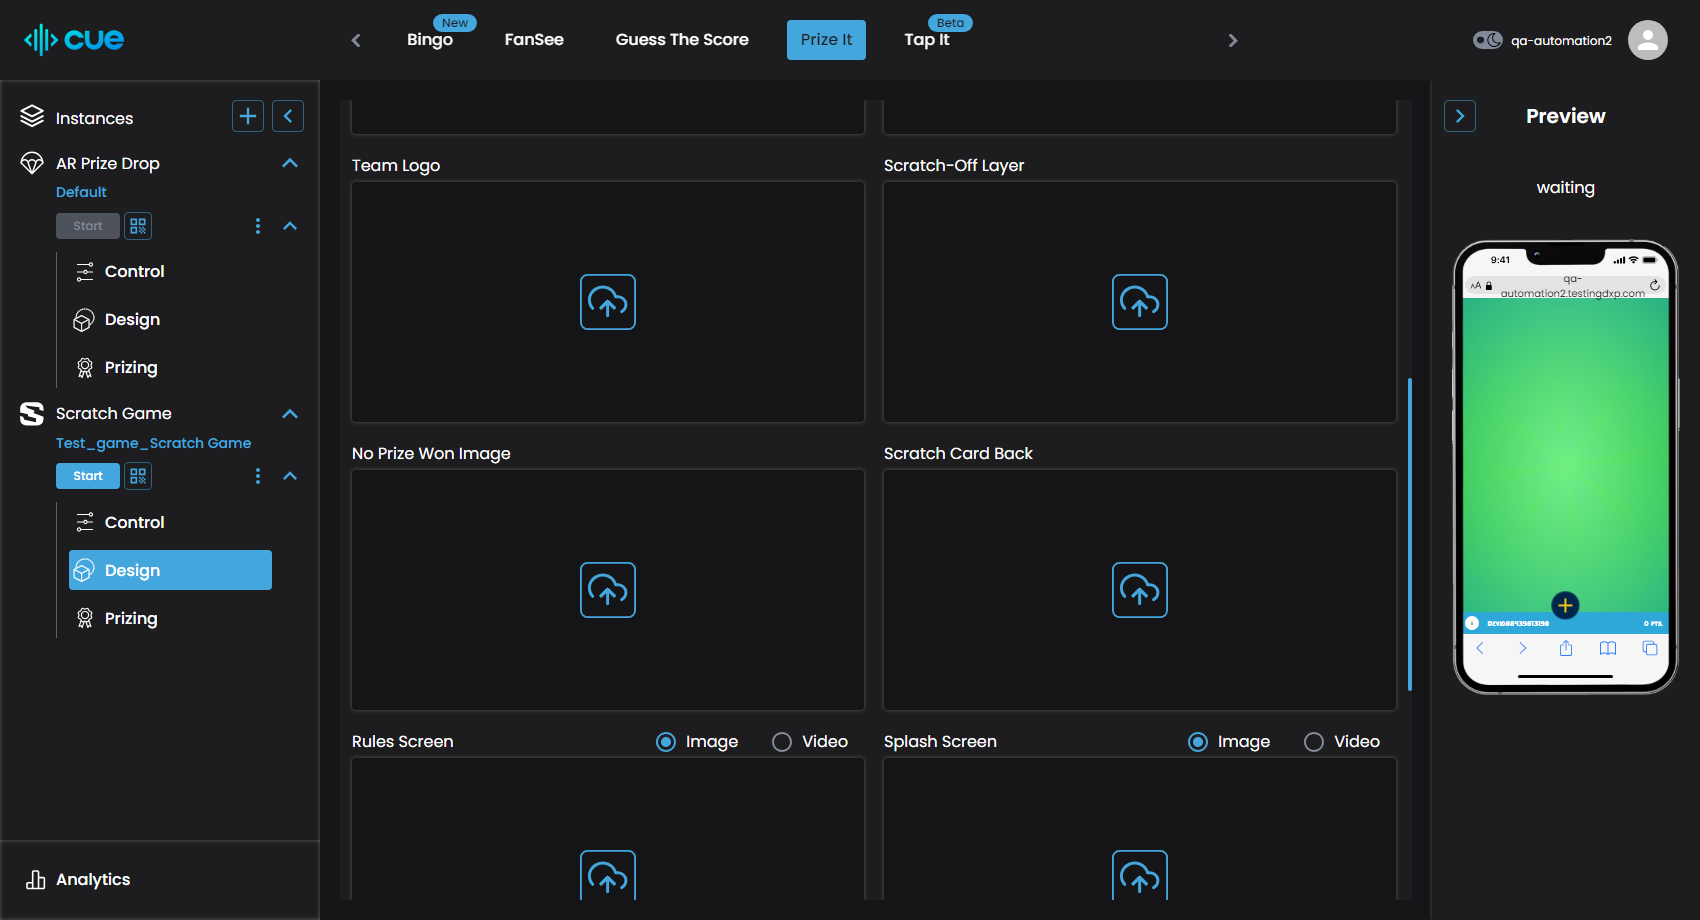 cue
New
Bingo
FanSee
Guess The Score
Prize It
Beta
Tap It
qa-automation2
Instances
AR Prize Drop
Default
Start
Control
Design
Prizing
Scratch Game
Test_game_Scratch Game
Start
Control
Design
Prizing
Analytics
Team Logo
Scratch-Off Layer
No Prize Won Image
Scratch Card Back
Rules Screen
Image
Video
Splash Screen
Image
Video
Preview
waiting
9:41
AA
qa-
automation2.testingdxp.com
0 PTS.